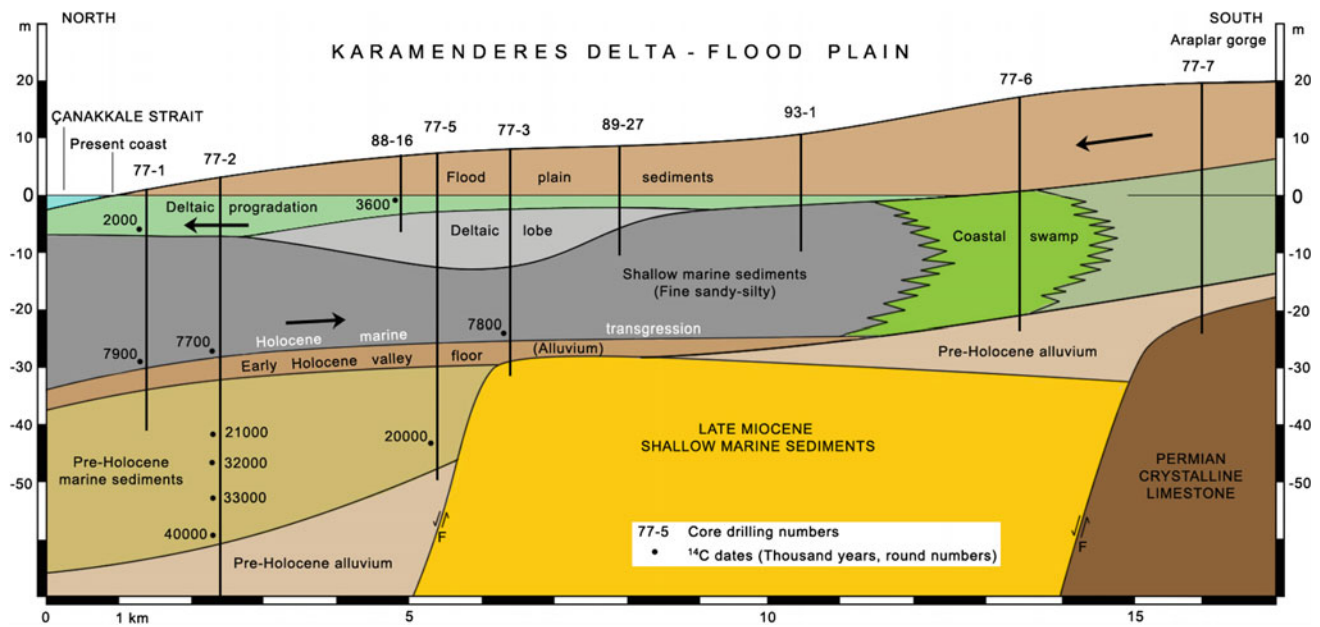 NORTH
SOUTH
m
m
KARAMENDERES DELTA - FLOOD PLAIN
Araplar gorge
77-7
77-6
20
20
93-1
ÇANAKKALE STRAIT
Present coast
88-16
77-5
77-3
89-27
10
10
77-1
77-2
Flood plain sediments
0
0
2000
Deltaic progradation
3600
Deltaic lobe
Coastal swamp
-10
-10
Shallow marine sediments
(Fine sandy-silty)
-20
-20
7900
7700
Holocene marine transgression
7800
Early Holocene valley floor (Alluvium)
Pre-Holocene alluvium
-30
-30
-40
-40
21000
20000
LATE MIOCENE
SHALLOW MARINE SEDIMENTS
Pre-Holocene
marine sediments
32000
PERMIAN
CRYSTALLINE
LIMESTONE
-50
-50
33000
40000
F
F
77-5 Core drilling numbers
• ¹⁴C dates (Thousand years, round numbers)
Pre-Holocene alluvium
0
1 km
5
10
15